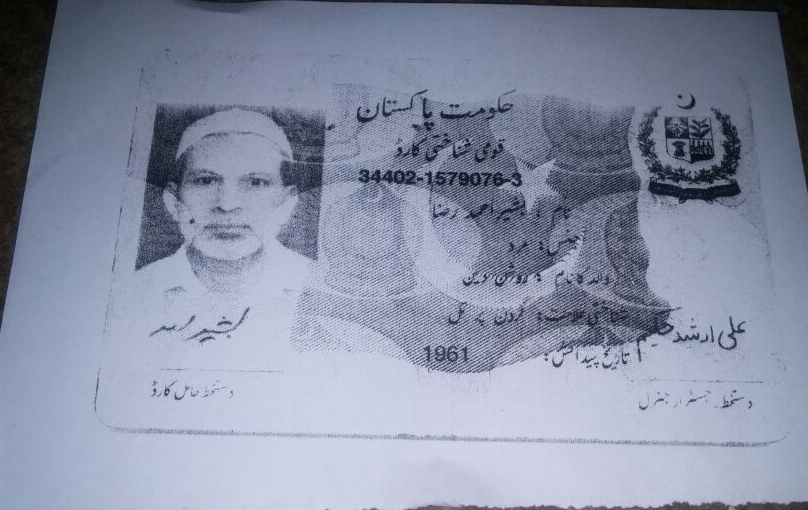 حکومت پاکستان
قومی شناختی کارڈ
34402-1579076-3
نام : بشیر احمد رضا
جنس: مرد
والد کا نام : روشن دین
شناختی علامت: گردن پر تل
تاریخ پیدائش: 1961
بشیر احمد
علی ارشد حکیم
دستخط حامل کارڈ
دستخط رجسٹرار جنرل